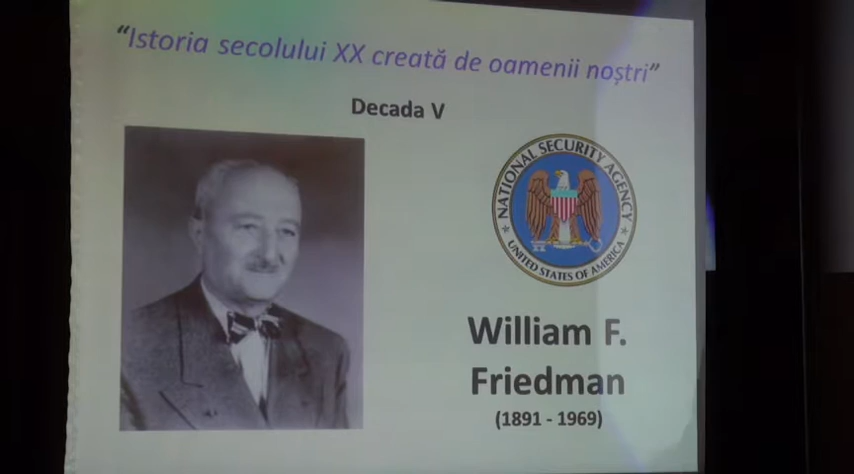 “Istoria secolului XX creată de oamenii noștri”
Decada V
NATIONAL SECURITY AGENCY
UNITED STATES OF AMERICA
William F.
Friedman
(1891 - 1969)